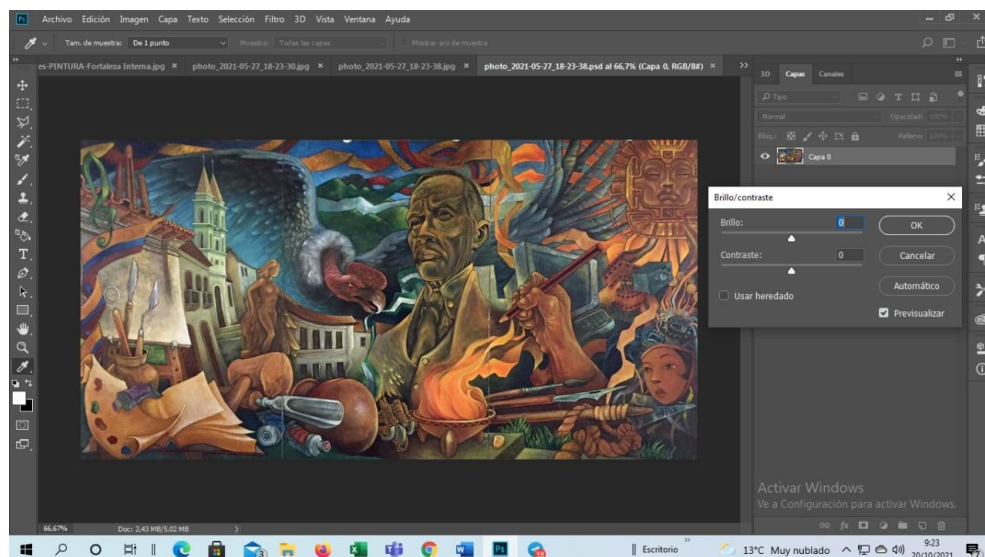 Ps Archivo Edición Imagen Capa Texto Selección Filtro 3D Vista Ventana Ayuda
Tam. de muestra: De 1 punto Muestra: Todas las capas Mostrar aro de muestra
es-PINTURA-Fortaleza Interna.jpg × photo_2021-05-27_18-23-30.jpg × photo_2021-05-27_18-23-38.jpg × photo_2021-05-27_18-23-38.psd al 66,7% (Capa 0, RGB/8#) ×
3D Capas Canales
Tipo
Normal Opacidad: 100%
Bloq.: Relleno: 100%
Capa 0
Brillo/contraste
Brillo: 0 OK
Contraste: 0 Cancelar
Automático
Usar heredado
Previsualizar
Activar Windows
Ve a Configuración para activar Windows.
66,67% Doc: 2,43 MB/5,02 MB
Escritorio 13°C Muy nublado 9:23
20/10/2021